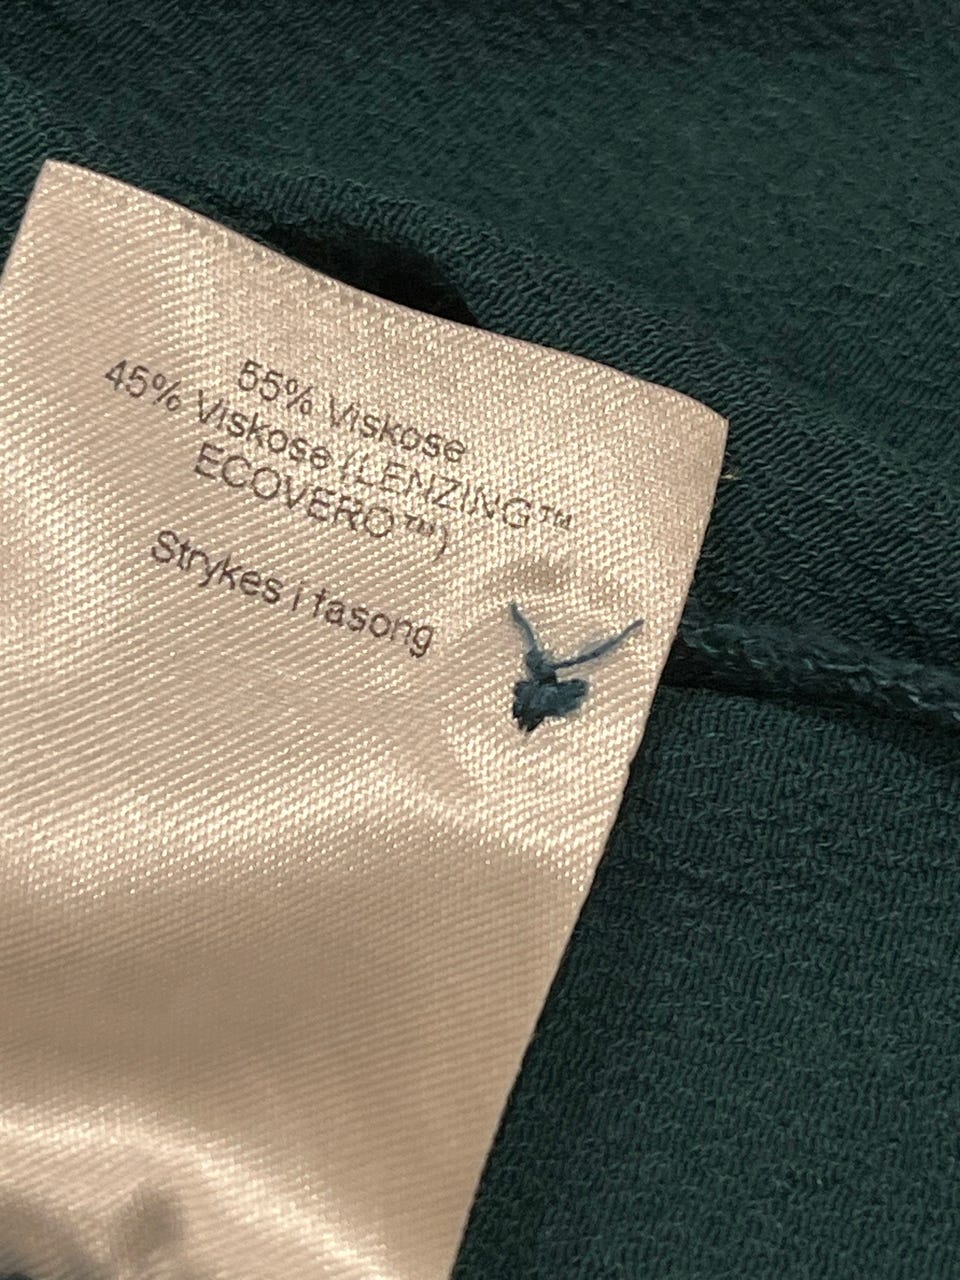 55% Viskose
45% Viskose (LENZING™
ECOVERO™)
Strykes i fasong